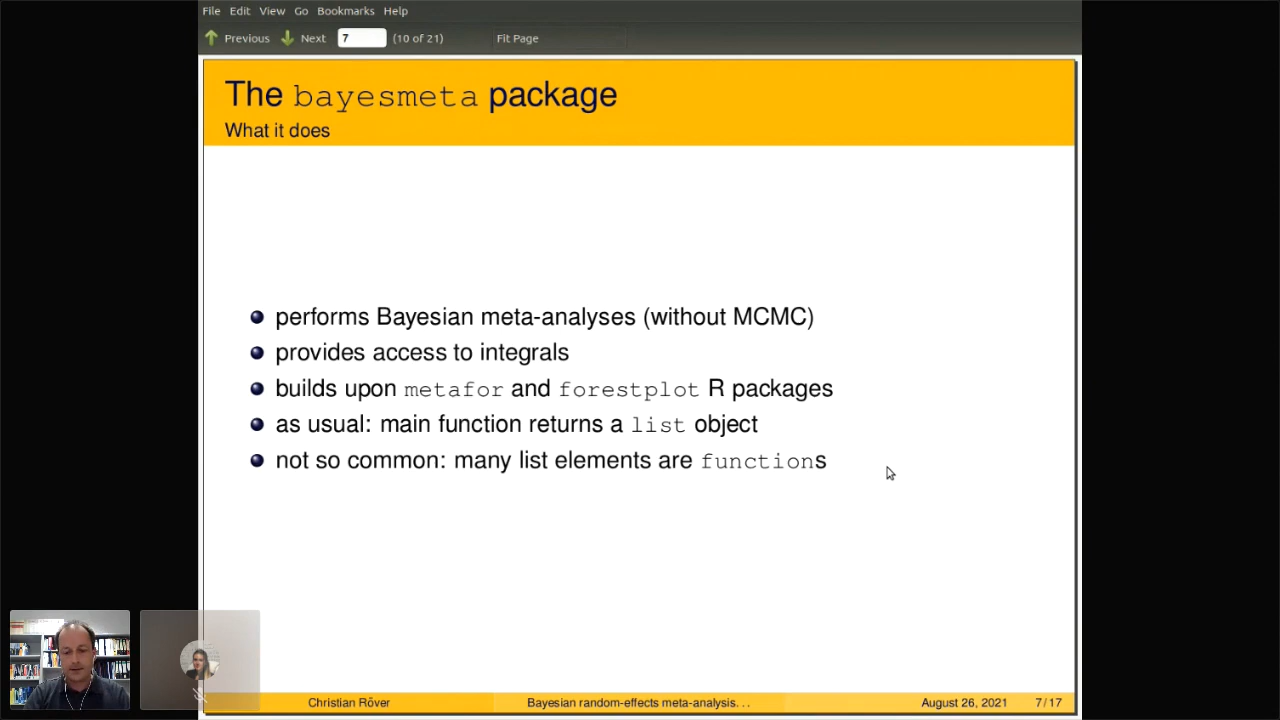 File Edit View Go Bookmarks Help
Previous Next 7 (10 of 21) Fit Page
The bayesmeta package
What it does
performs Bayesian meta-analyses (without MCMC)
provides access to integrals
builds upon metafor and forestplot R packages
as usual: main function returns a list object
not so common: many list elements are functions
Christian Röver Bayesian random-effects meta-analysis. . . August 26, 2021 7 / 17